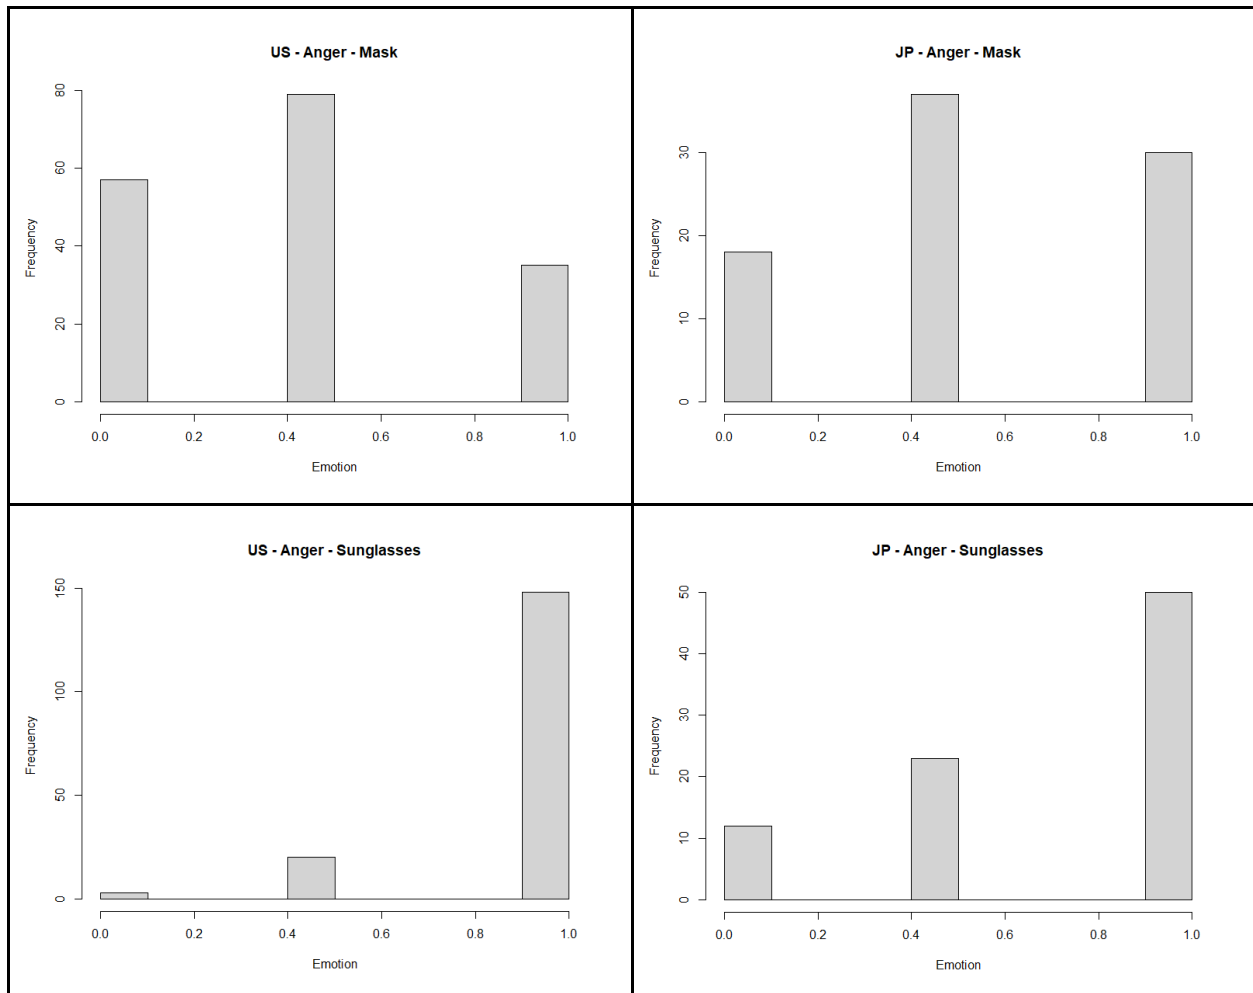 US - Anger - Mask
80
60
40
20
0
Frequency
0.0 0.2 0.4 0.6 0.8 1.0
Emotion
JP - Anger - Mask
30
20
10
0
Frequency
0.0 0.2 0.4 0.6 0.8 1.0
Emotion
US - Anger - Sunglasses
150
100
50
0
Frequency
0.0 0.2 0.4 0.6 0.8 1.0
Emotion
JP - Anger - Sunglasses
50
40
30
20
10
0
Frequency
0.0 0.2 0.4 0.6 0.8 1.0
Emotion